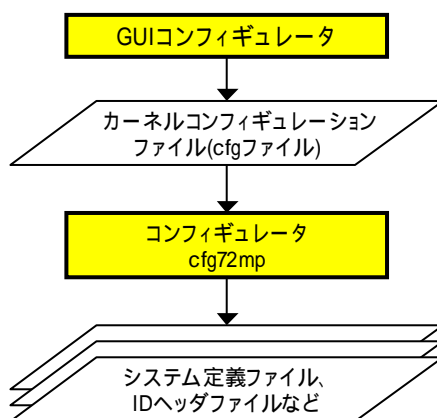 GUIコンフィギュレータ
カーネルコンフィギュレーション
ファイル(cfgファイル)
コンフィギュレータ
cfg72mp
システム定義ファイル、
IDヘッダファイルなど